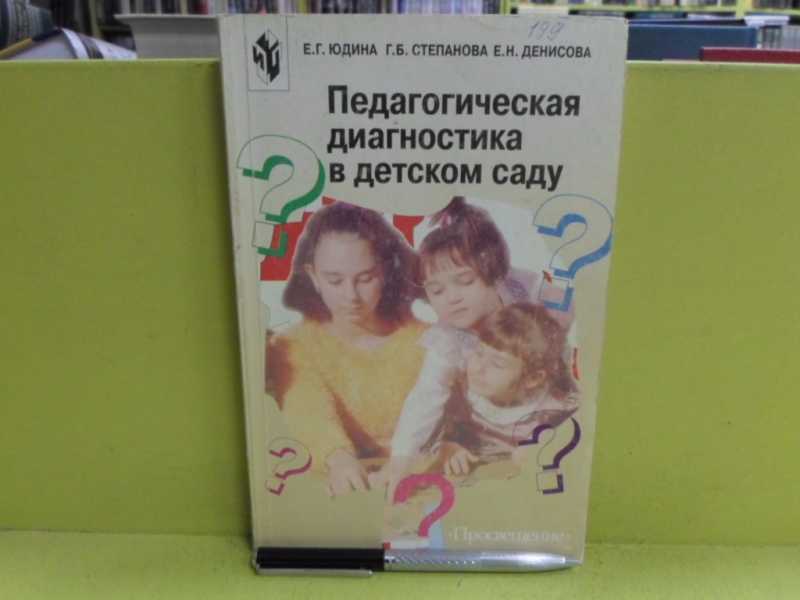 199
Е.Г. ЮДИНА Г.Б. СТЕПАНОВА Е.Н. ДЕНИСОВА
Педагогическая
диагностика
в детском саду
? ?
? ? ?
«Просвещение»